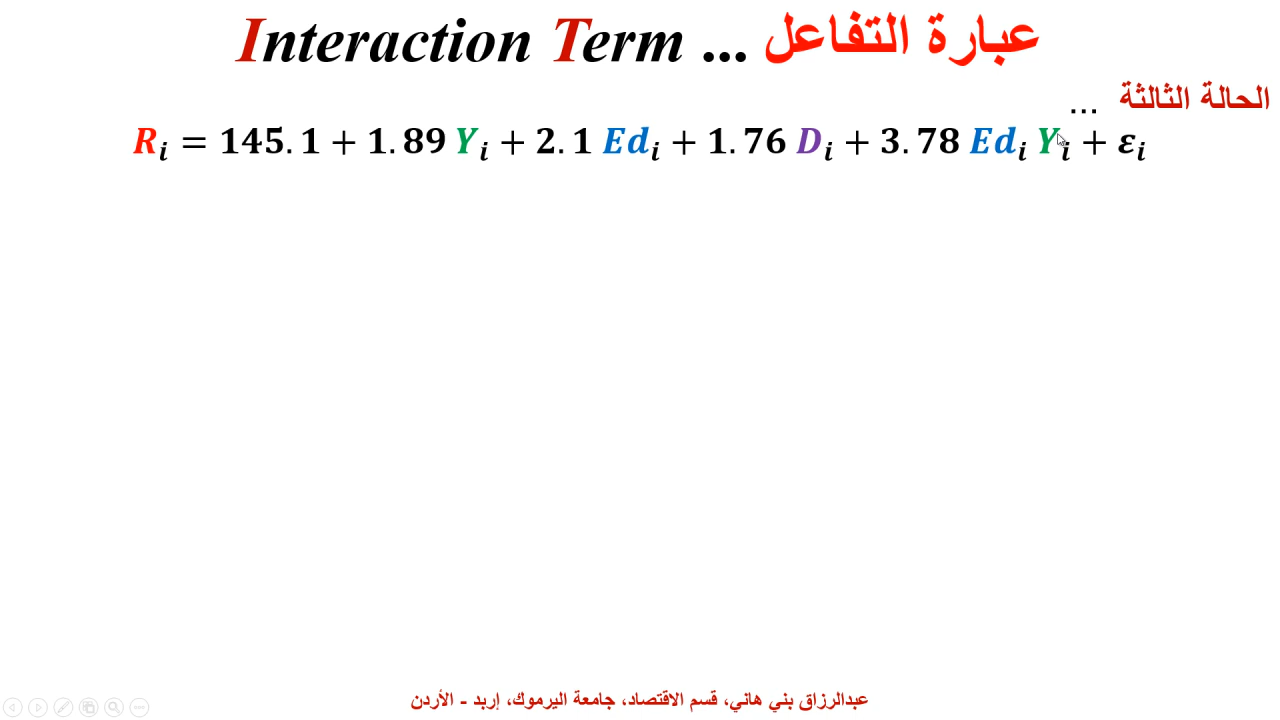 Interaction Term ... عبارة التفاعل
الحالة الثالثة ...
Rᵢ = 145.1 + 1.89 Yᵢ + 2.1 Edᵢ + 1.76 Dᵢ + 3.78 Edᵢ Yᵢ + εᵢ
عبدالرزاق بني هاني، قسم الاقتصاد، جامعة اليرموك، إربد - الأردن